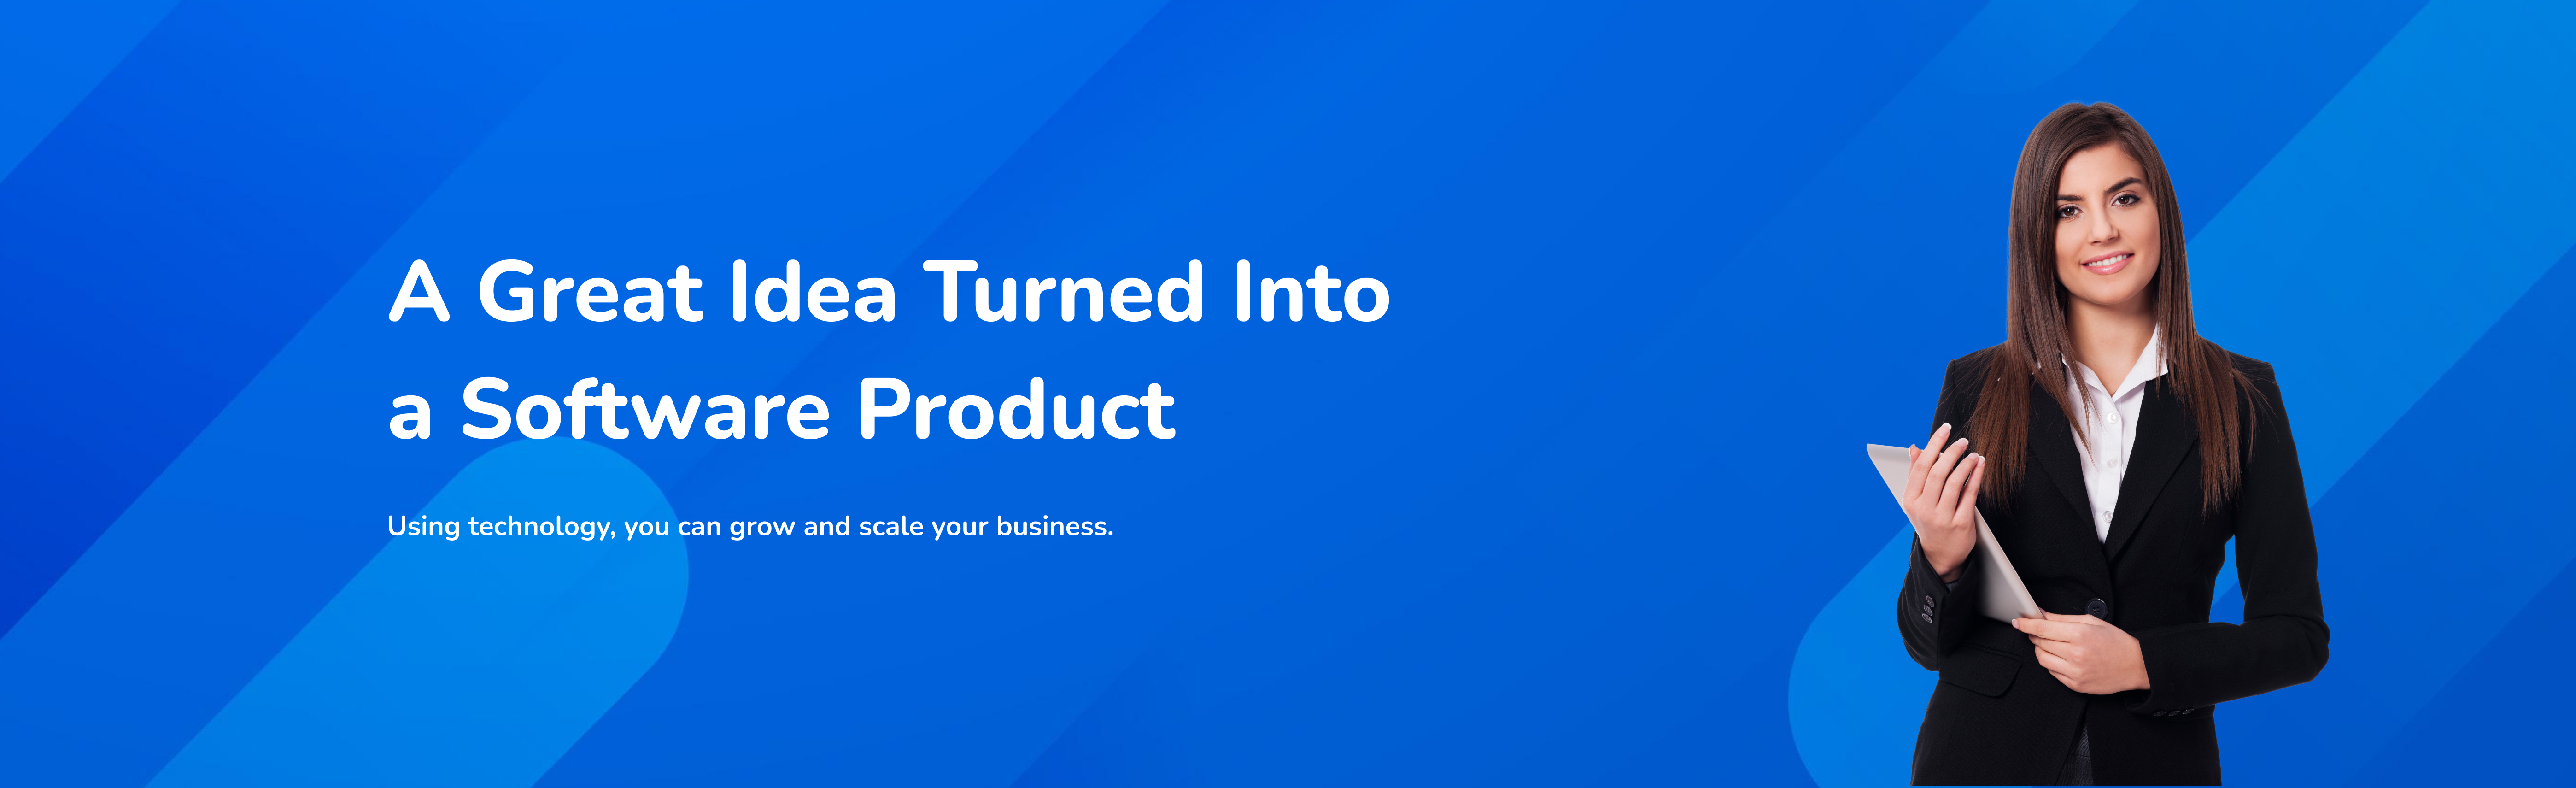 A Great Idea Turned Into
a Software Product
Using technology, you can grow and scale your business.